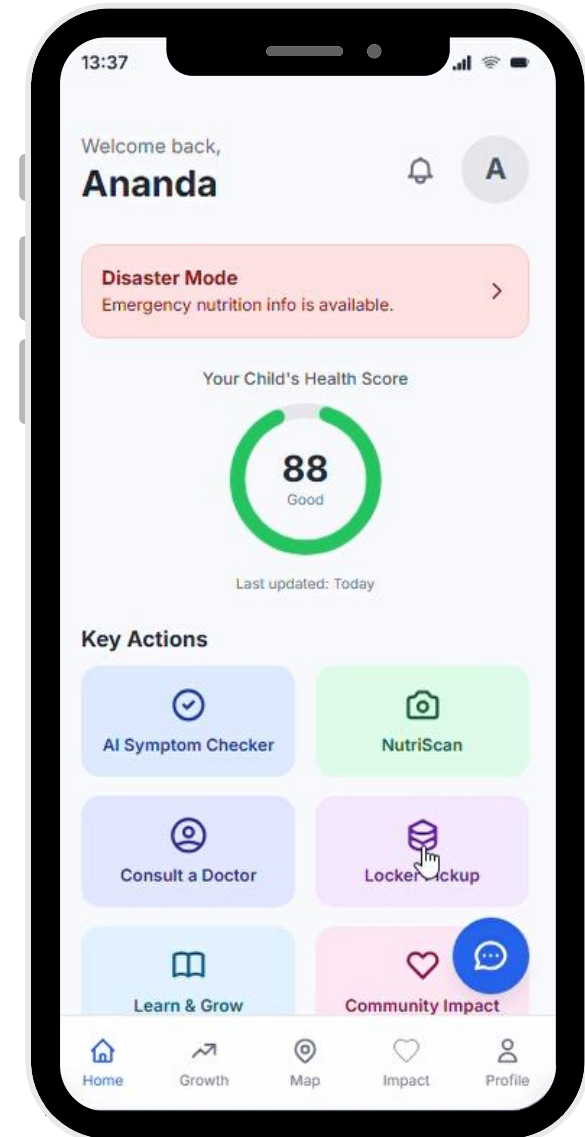 13:37
Welcome back,
Ananda
A
Disaster Mode
Emergency nutrition info is available.
Your Child's Health Score
88
Good
Last updated: Today
Key Actions
AI Symptom Checker
NutriScan
Consult a Doctor
Locker Pickup
Learn & Grow
Community Impact
Home
Growth
Map
Impact
Profile